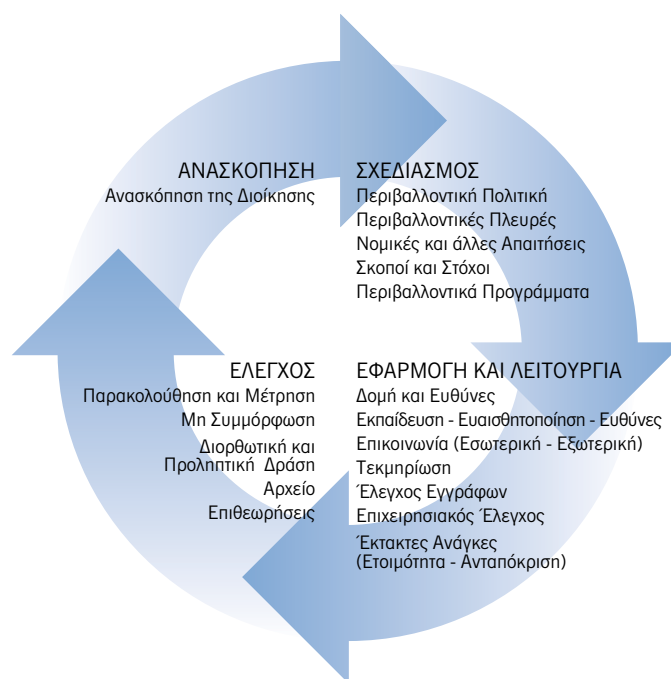 ΑΝΑΣΚΟΠΗΣΗ
Ανασκόπηση της Διοίκησης
ΣΧΕΔΙΑΣΜΟΣ
Περιβαλλοντική Πολιτική
Περιβαλλοντικές Πλευρές
Νομικές και άλλες Απαιτήσεις
Σκοποί και Στόχοι
Περιβαλλοντικά Προγράμματα
ΕΛΕΓΧΟΣ
Παρακολούθηση και Μέτρηση
Μη Συμμόρφωση
Διορθωτική και
Προληπτική Δράση
Αρχείο
Επιθεωρήσεις
ΕΦΑΡΜΟΓΗ ΚΑΙ ΛΕΙΤΟΥΡΓΙΑ
Δομή και Ευθύνες
Εκπαίδευση - Ευαισθητοποίηση - Ευθύνες
Επικοινωνία (Εσωτερική - Εξωτερική)
Τεκμηρίωση
Έλεγχος Εγγράφων
Επιχειρησιακός Έλεγχος
Έκτακτες Ανάγκες
(Ετοιμότητα - Ανταπόκριση)